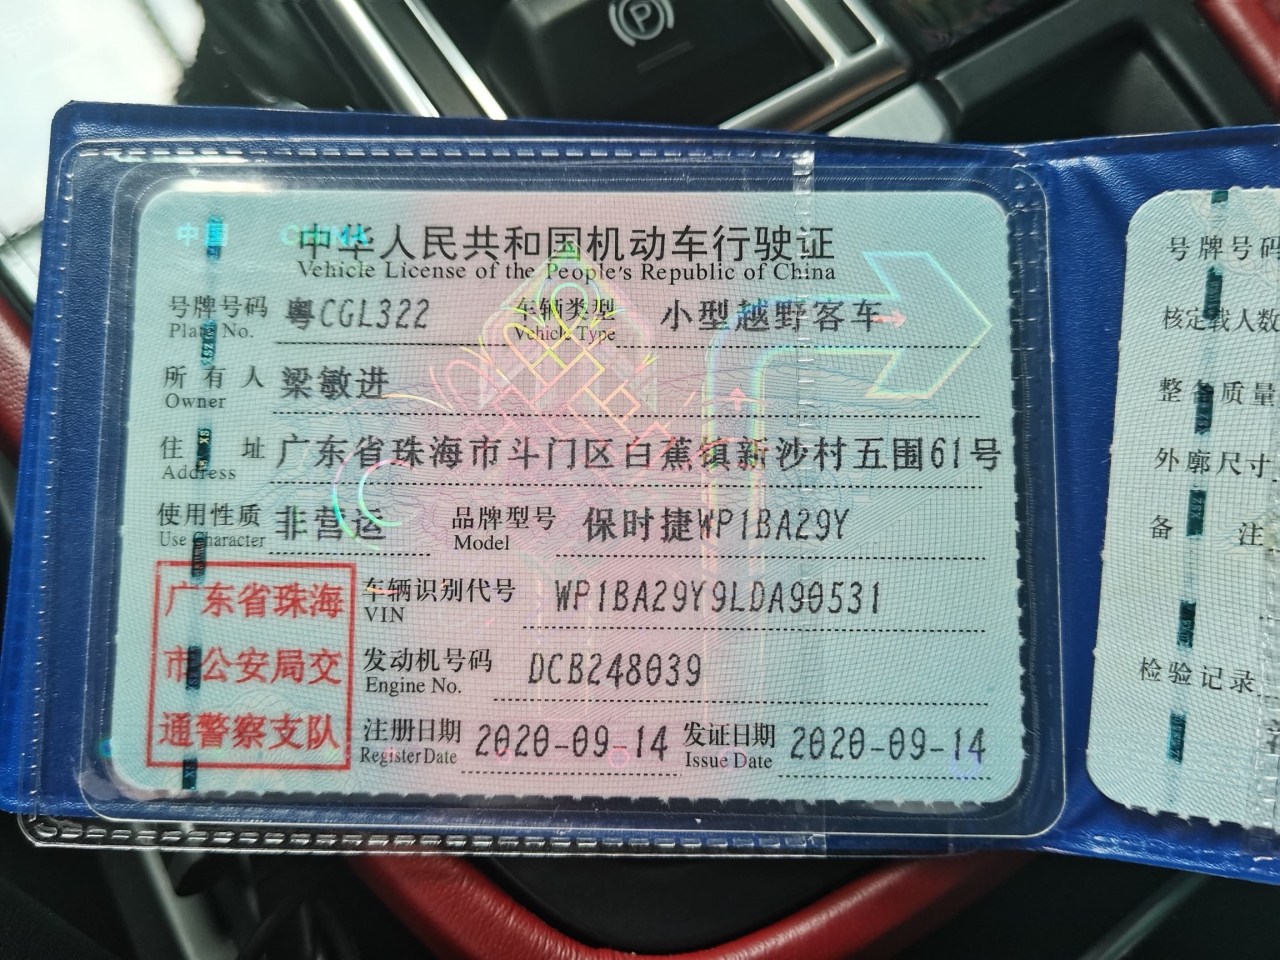 中国 CHINA
中华人民共和国机动车行驶证
Vehicle License of the People's Republic of China
号牌号码 粤CGL322 车辆类型 小型越野客车
Plate No. Vehicle Type
所有人 梁敏进
Owner
住址 广东省珠海市斗门区白蕉镇新沙村五围61号
Address
使用性质 非营运 品牌型号 保时捷WP1BA29Y
Use Character Model
车辆识别代号 WP1BA29Y9LDA90531
VIN
发动机号码 DCB248039
Engine No.
注册日期 2020-09-14 发证日期 2020-09-14
Register Date Issue Date
广东省珠海
市公安局交
通警察支队
号牌号码
核定载人数
整备质量
外廓尺寸
备注
检验记录
P